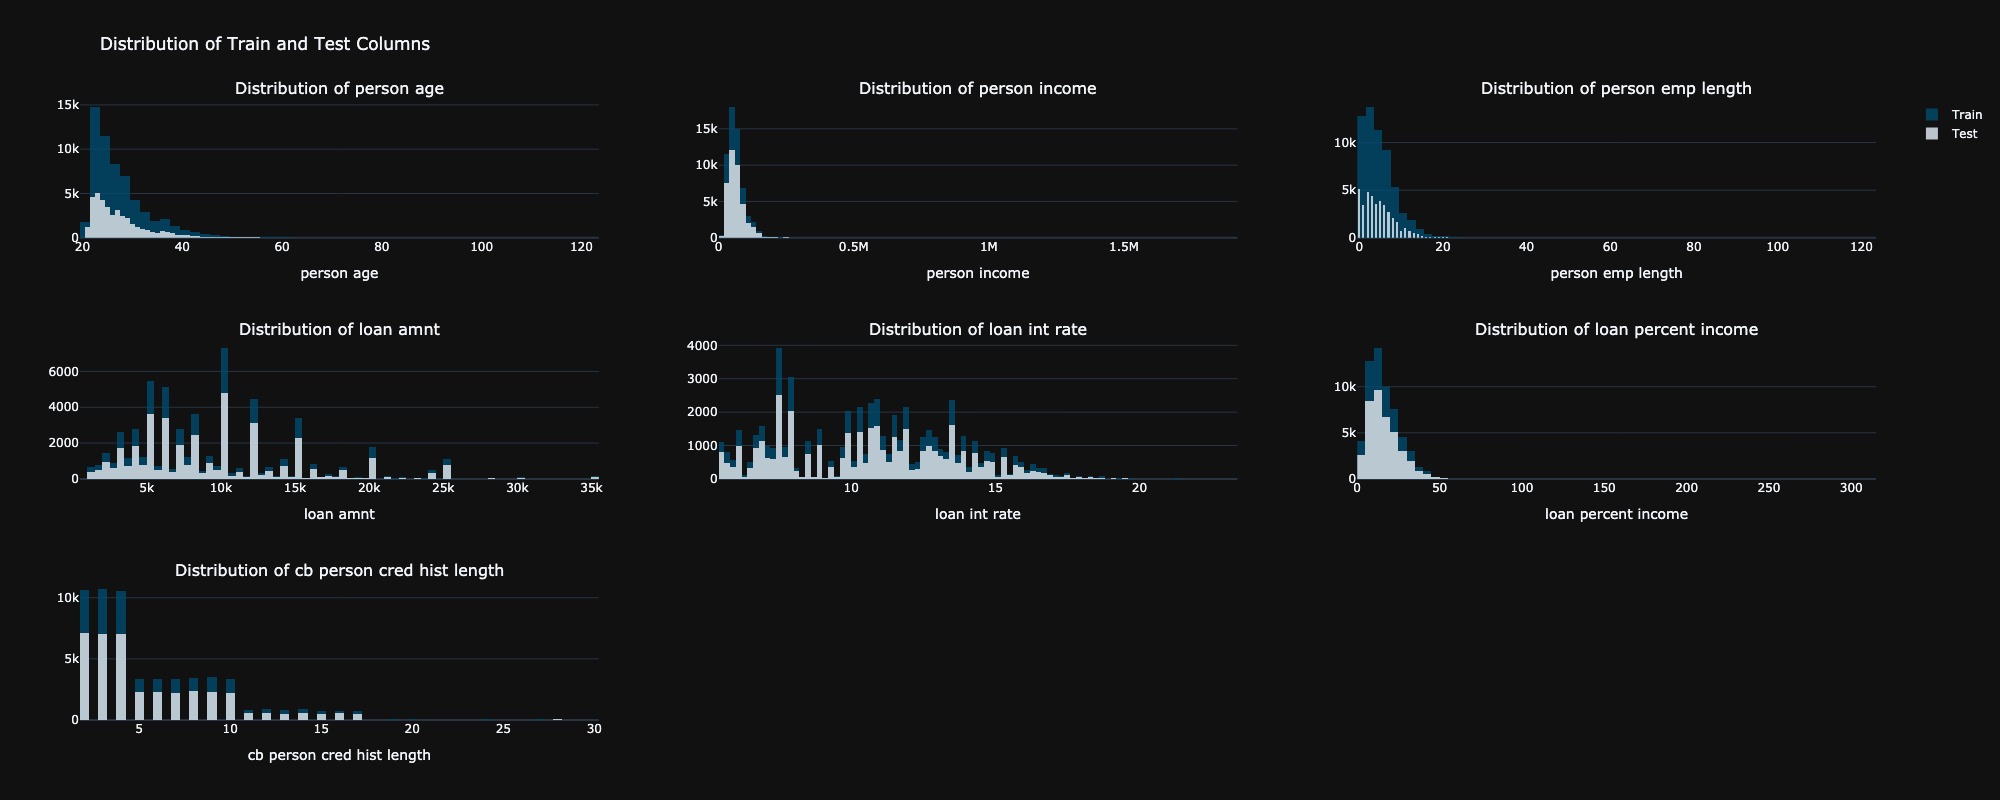 Distribution of Train and Test Columns
Distribution of person age
15k
10k
5k
0
20 40 60 80 100 120
person age
Distribution of person income
15k
10k
5k
0
0 0.5M 1M 1.5M
person income
Distribution of person emp length
10k
5k
0
0 20 40 60 80 100 120
person emp length
Train
Test
Distribution of loan amnt
6000
4000
2000
0
5k 10k 15k 20k 25k 30k 35k
loan amnt
Distribution of loan int rate
4000
3000
2000
1000
0
10 15 20
loan int rate
Distribution of loan percent income
10k
5k
0
0 50 100 150 200 250 300
loan percent income
Distribution of cb person cred hist length
10k
5k
0
5 10 15 20 25 30
cb person cred hist length